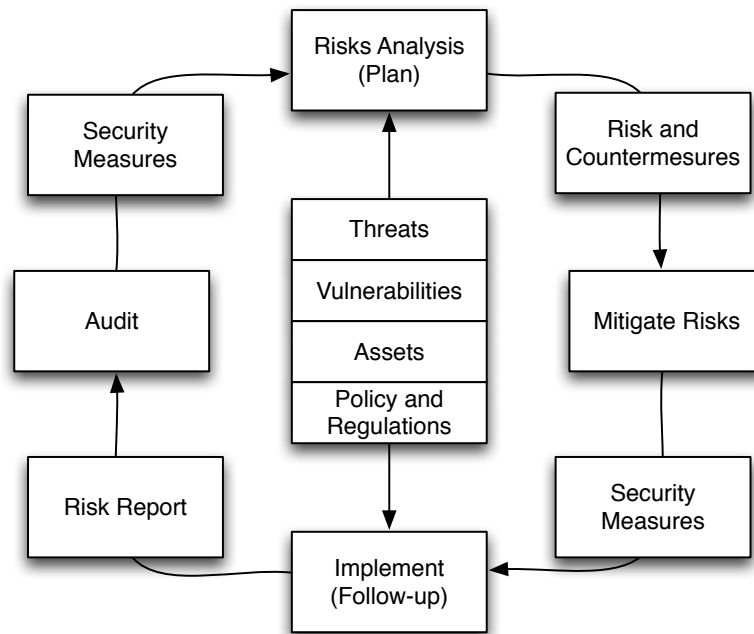 Risks Analysis
(Plan)
Security
Measures
Risk and
Countermesures
Threats
Vulnerabilities
Assets
Policy and
Regulations
Audit
Mitigate Risks
Risk Report
Security
Measures
Implement
(Follow-up)